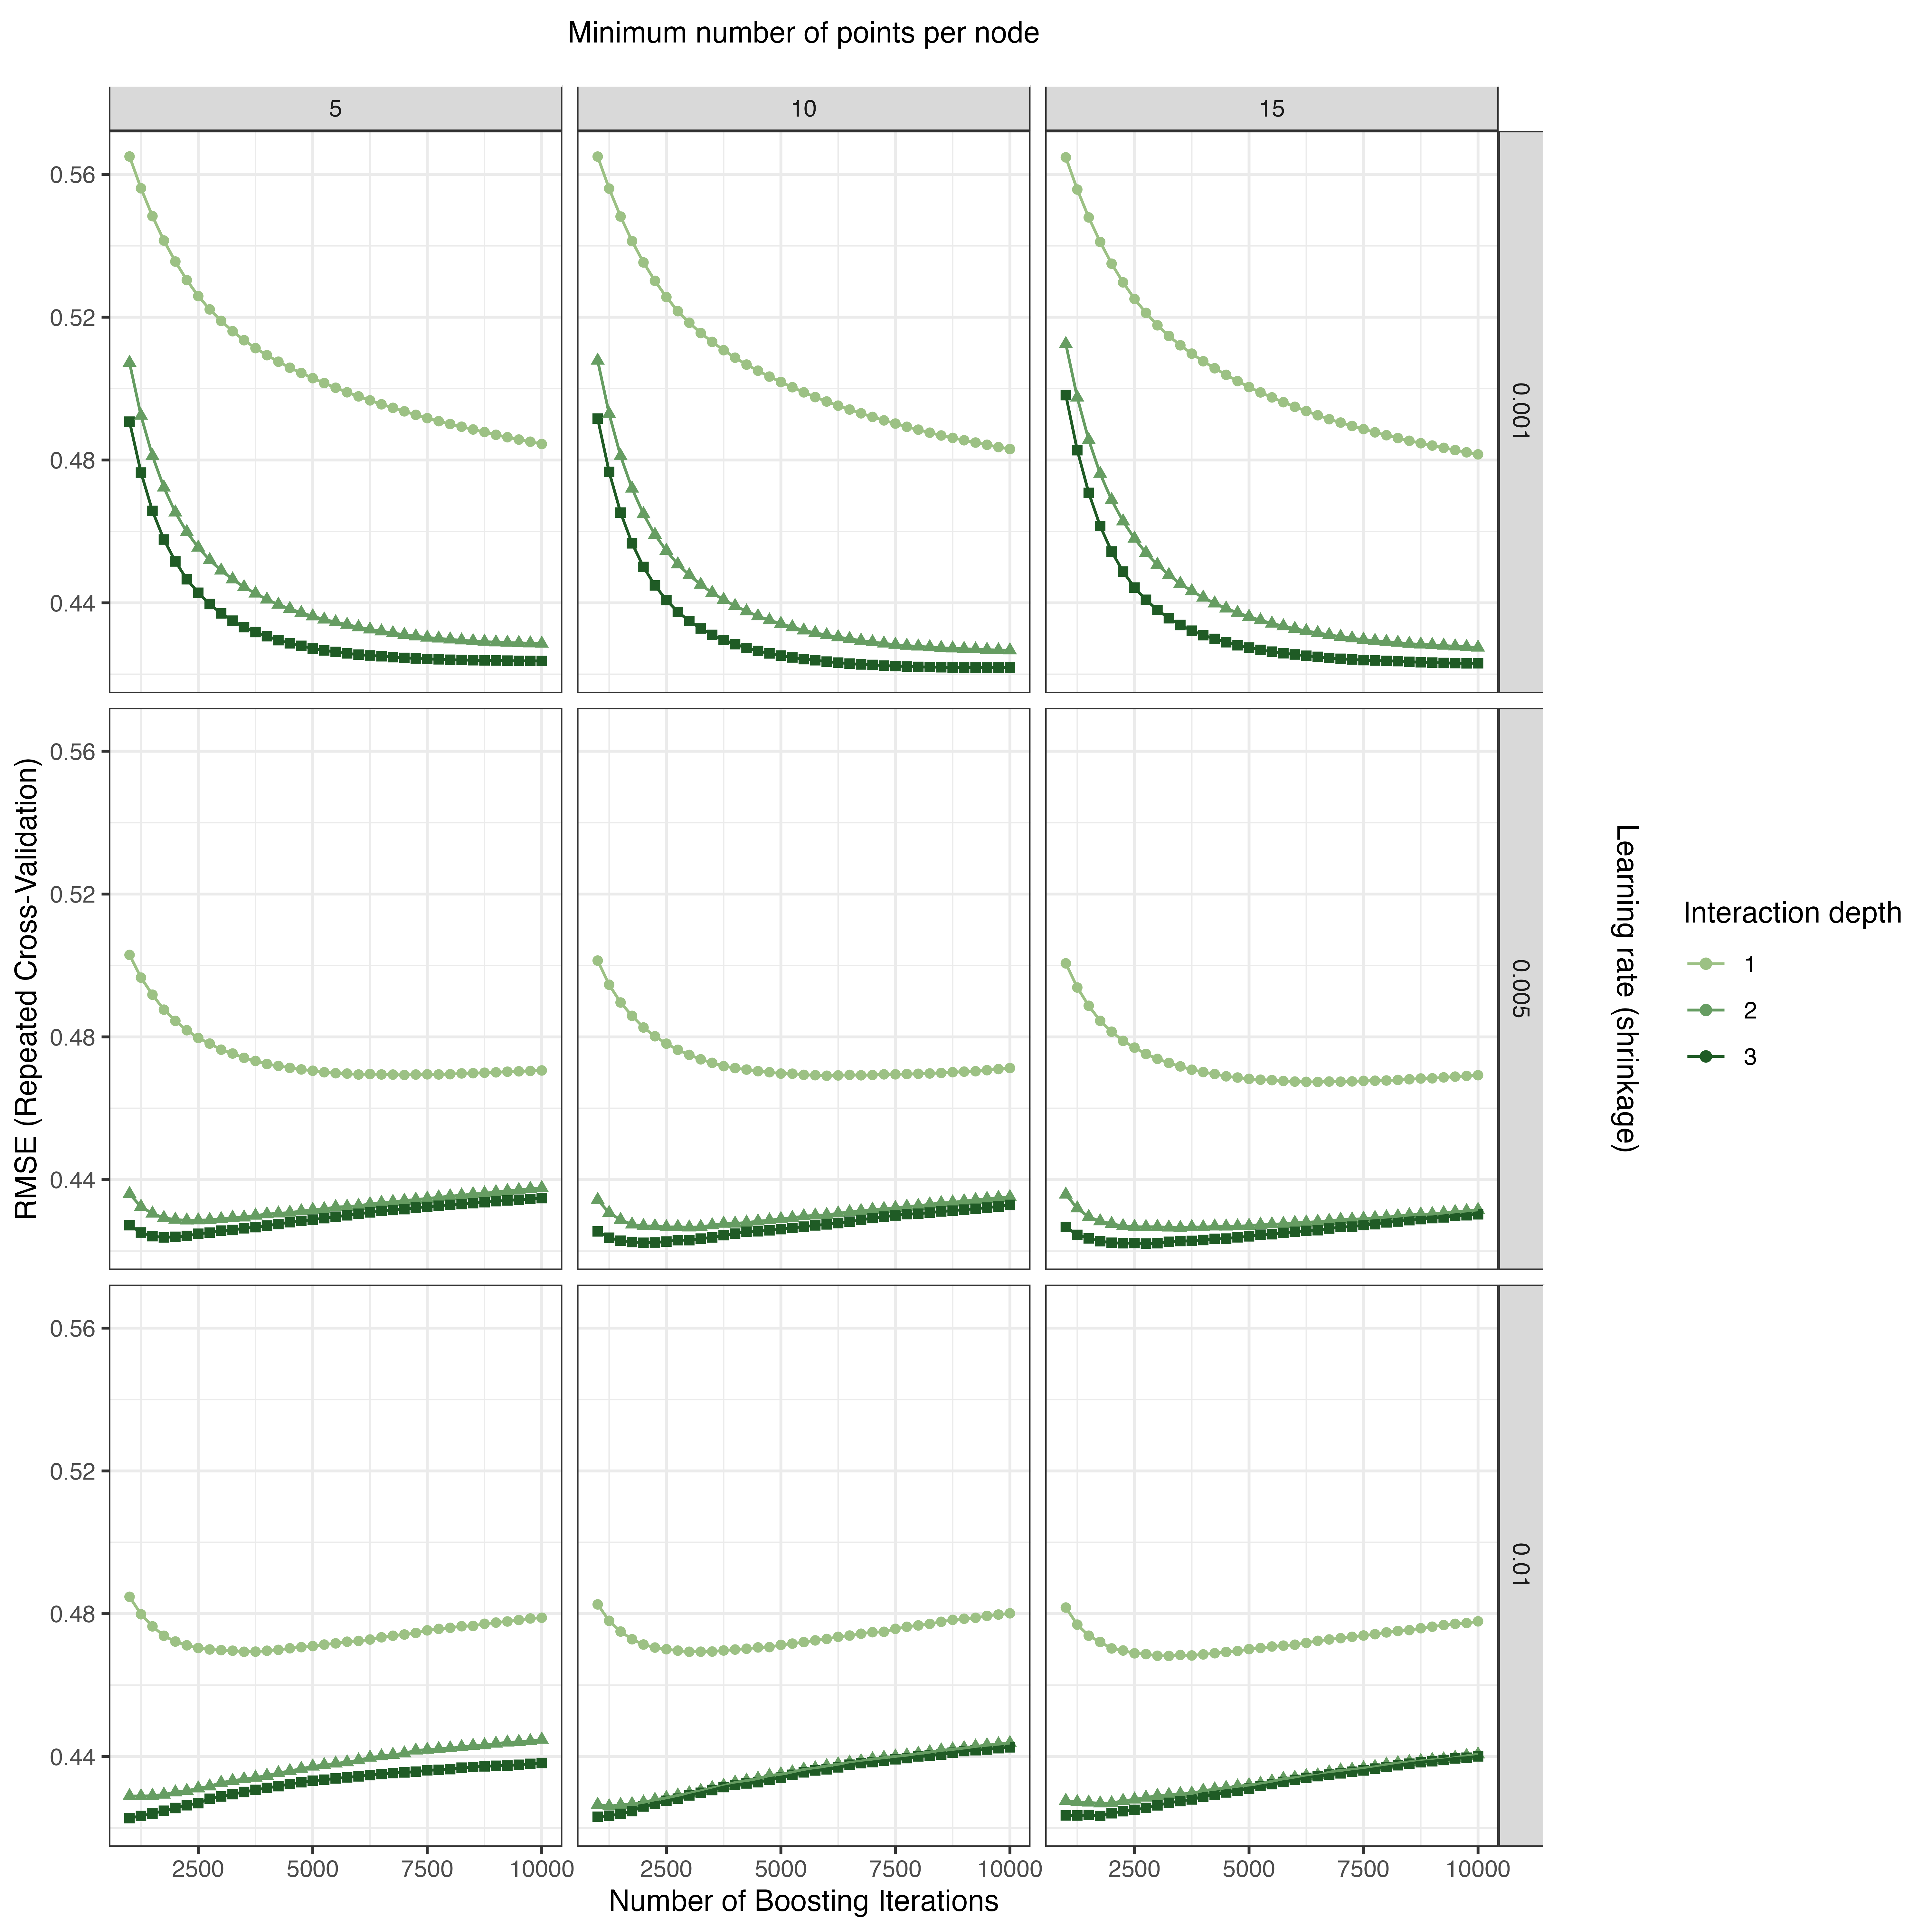 Minimum number of points per node
5 10 15
0.56
0.52
0.48
0.44
0.001
0.56
0.52
0.48
0.44
0.005
0.56
0.52
0.48
0.44
0.01
2500 5000 7500 10000 2500 5000 7500 10000 2500 5000 7500 10000
Number of Boosting Iterations
RMSE (Repeated Cross-Validation)
Learning rate (shrinkage)
Interaction depth
1
2
3